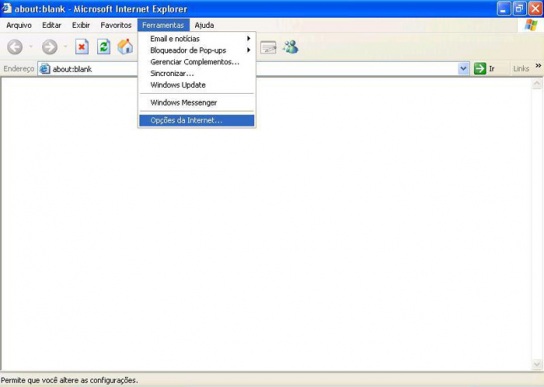 about:blank - Microsoft Internet Explorer
Arquivo Editar Exibir Favoritos Ferramentas Ajuda
Email e notícias
Bloqueador de Pop-ups
Gerenciar Complementos...
Sincronizar...
Windows Update
Windows Messenger
Opções da Internet...
Endereço about:blank Ir Links »
Permite que você altere as configurações.